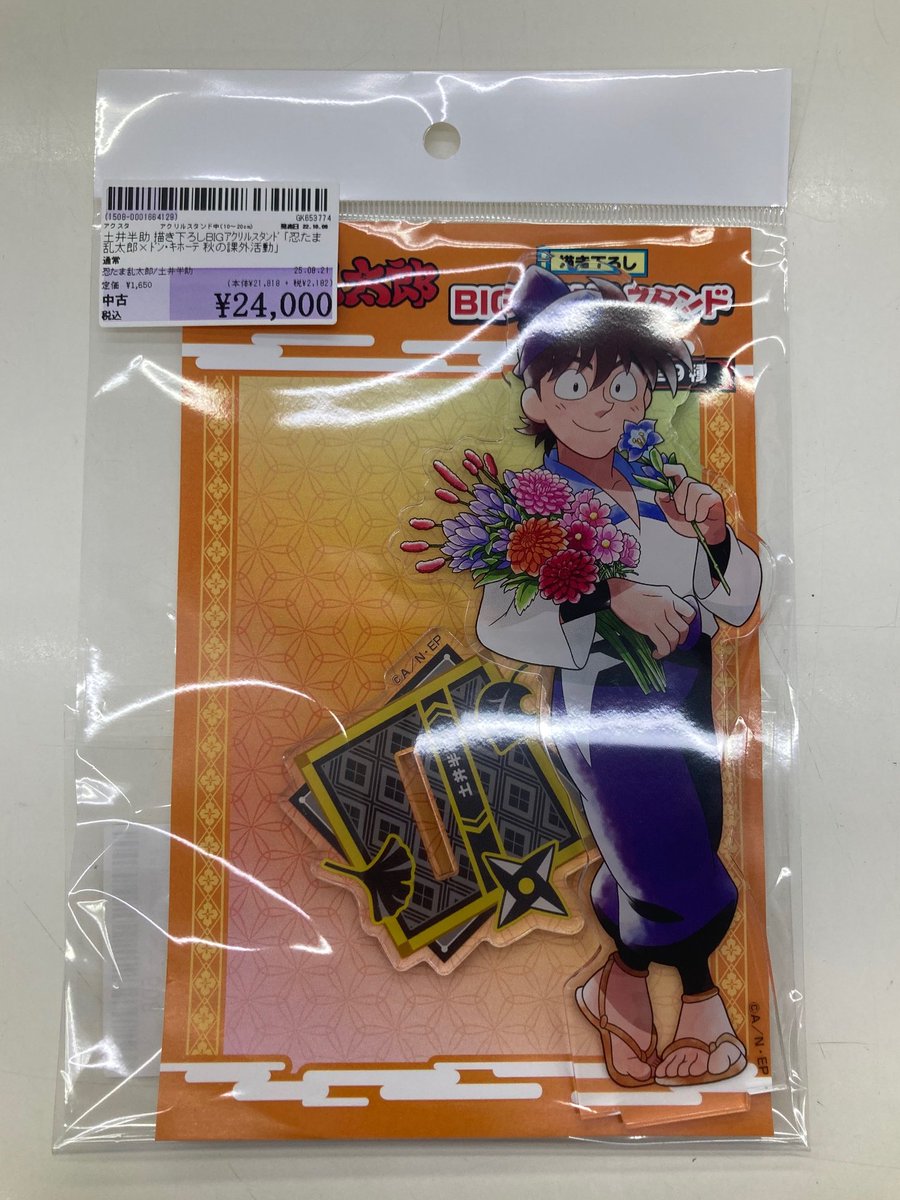 (1508-0001664129)
GK653774
アクスタ アクリルスタンド中(10～20cm) 発売日 22.10.06
土井半助 描き下ろしBIGアクリルスタンド「忍たま
乱太郎×ドン・キホーテ 秋の課外活動」
通常
忍たま乱太郎/土井半助 25.08.21
定価 ¥1,650 (本体¥21,818 + 税¥2,182)
中古
税込
¥24,000
太郎
描き下ろし
BIG スタンド
©A/N・EP
土井半
©A/N・EP